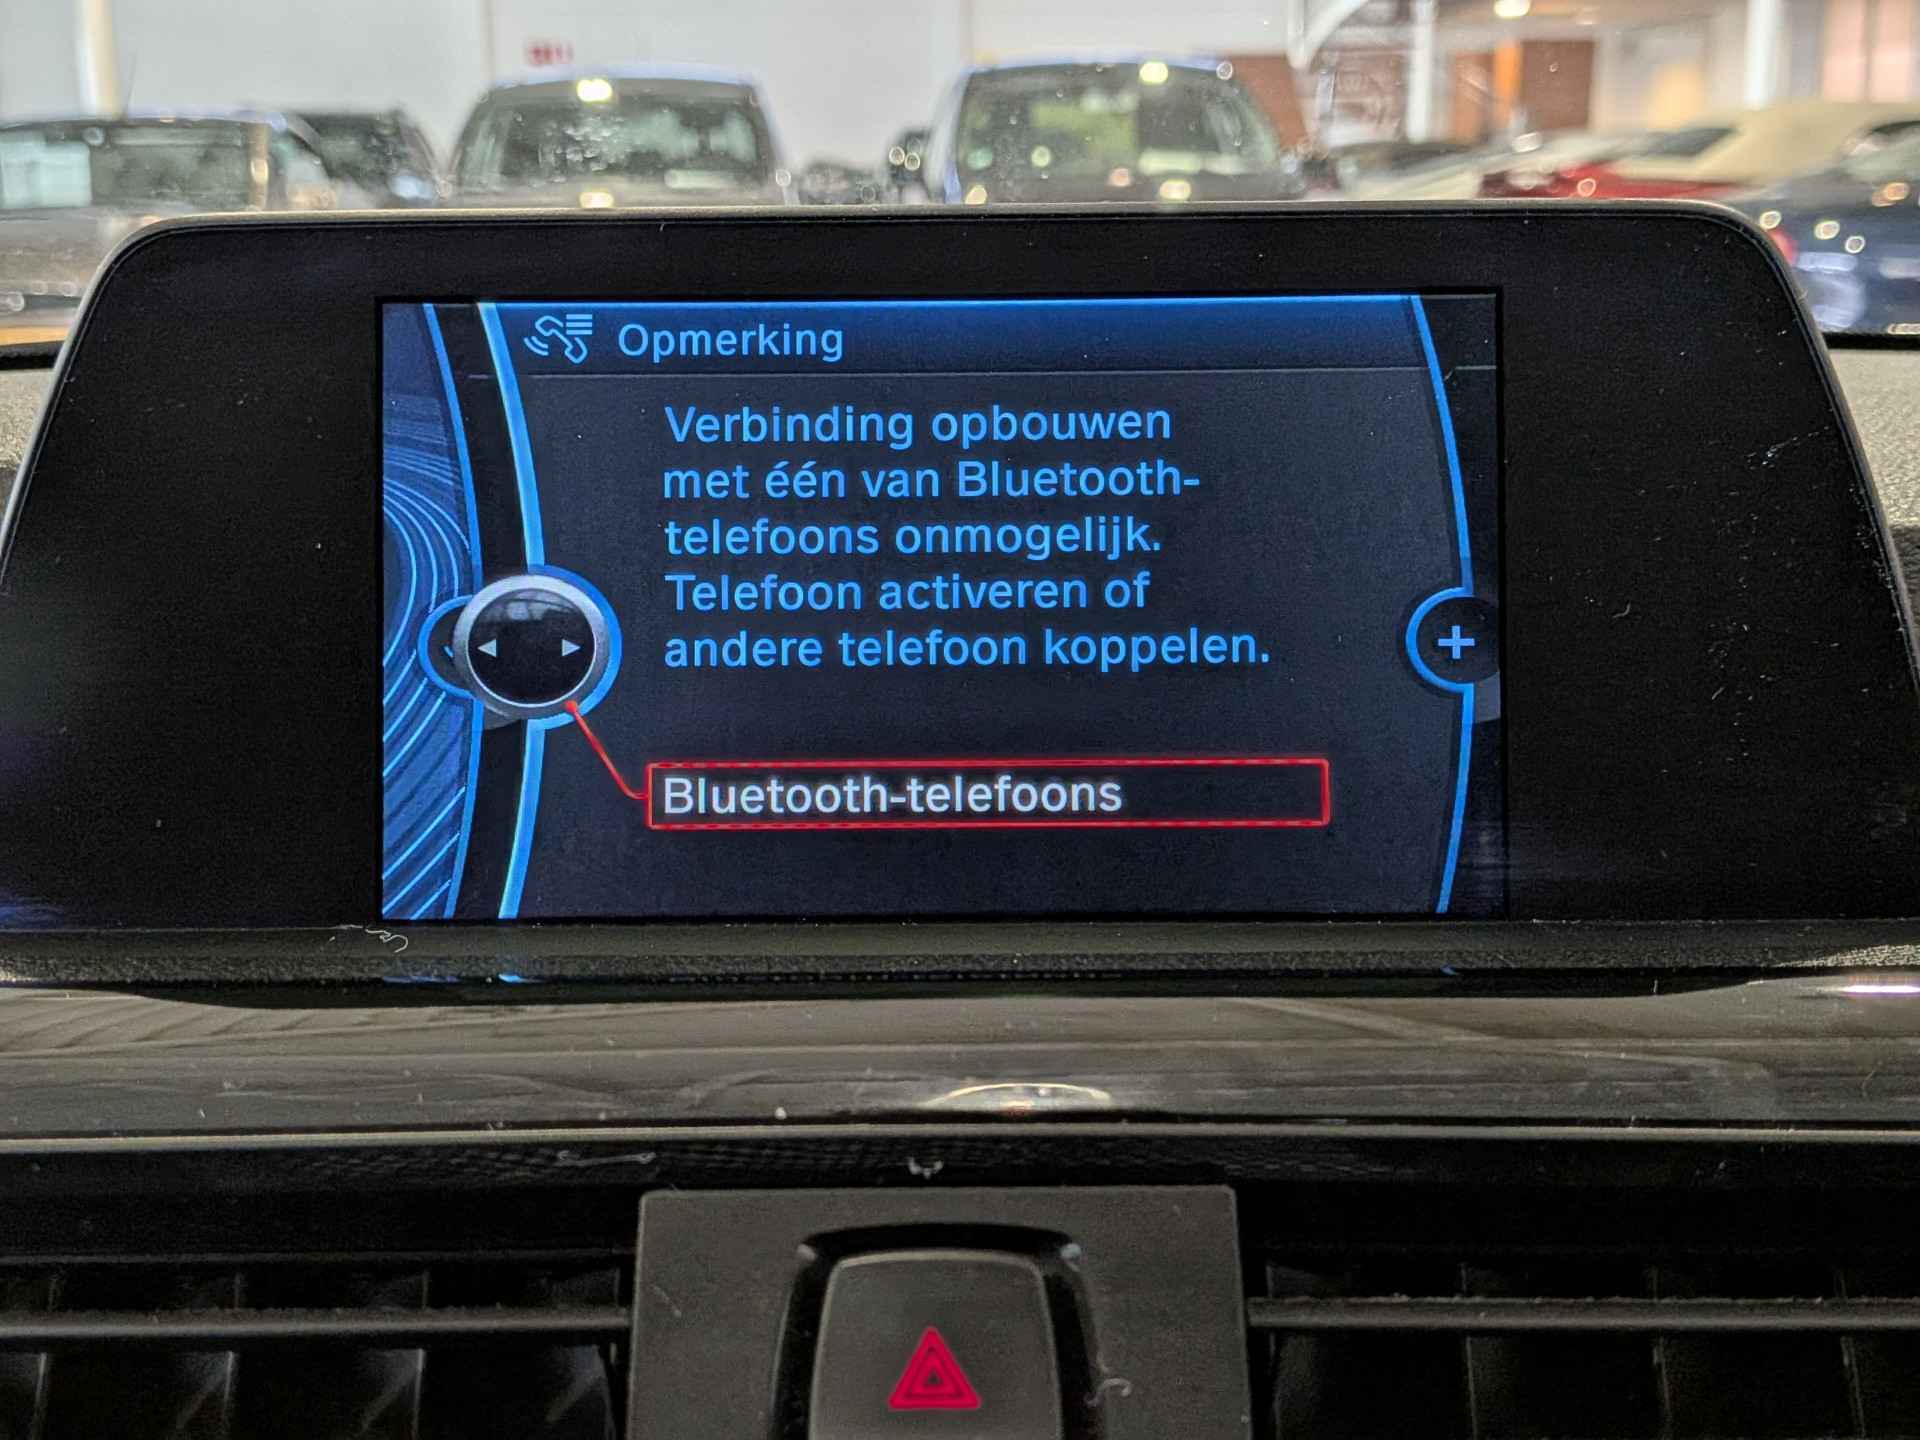 Opmerking
Verbinding opbouwen
met één van Bluetooth-
telefoons onmogelijk.
Telefoon activeren of
andere telefoon koppelen.
Bluetooth-telefoons